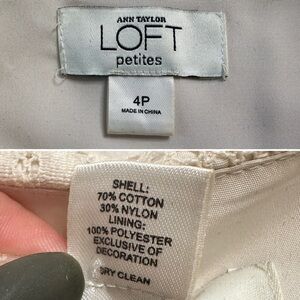 ANN TAYLOR
LOFT
petites
4P
MADE IN CHINA
SHELL:
70% COTTON
30% NYLON
LINING:
100% POLYESTER
EXCLUSIVE OF
DECORATION
DRY CLEAN